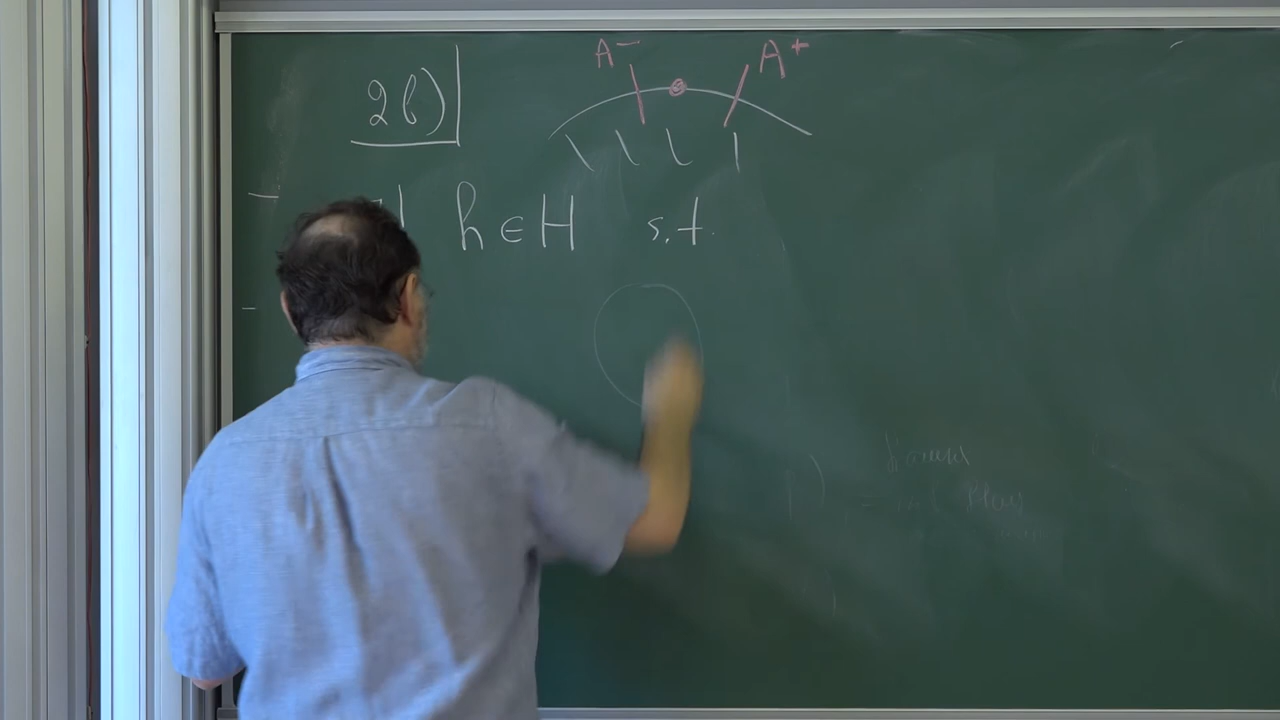 A⁻ A⁺
2b)
∃ h ∈ H s.t.